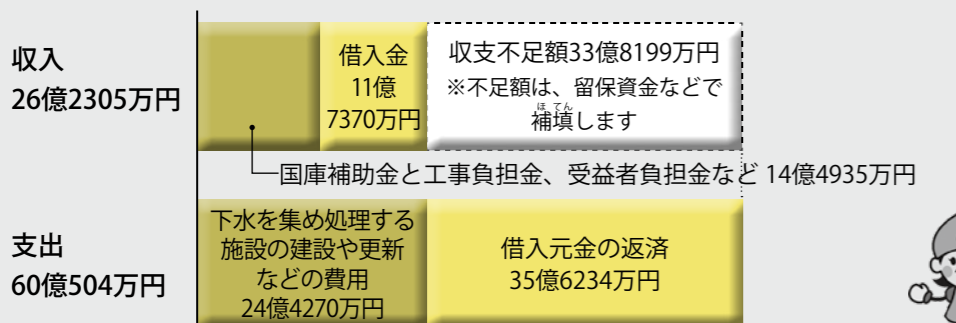 収入
26億2305万円
借入金
11億
7370万円
収支不足額33億8199万円
※不足額は、留保資金などで
ほてん
補塡します
国庫補助金と工事負担金、受益者負担金など 14億4935万円
支出
60億504万円
下水を集め処理する
施設の建設や更新
などの費用
24億4270万円
借入元金の返済
35億6234万円